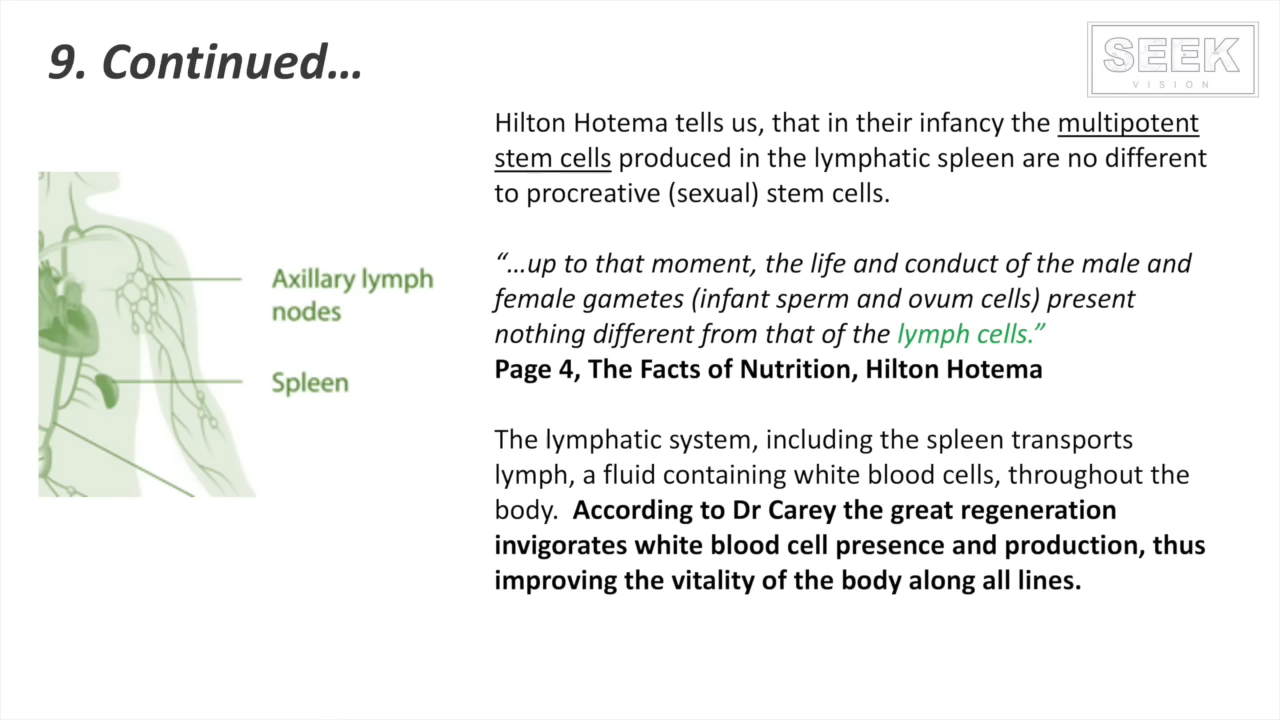 9. Continued…
SEEK
VISION
Hilton Hotema tells us, that in their infancy the multipotent
stem cells produced in the lymphatic spleen are no different
to procreative (sexual) stem cells.
“…up to that moment, the life and conduct of the male and
female gametes (infant sperm and ovum cells) present
nothing different from that of the lymph cells.”
Page 4, The Facts of Nutrition, Hilton Hotema
The lymphatic system, including the spleen transports
lymph, a fluid containing white blood cells, throughout the
body.  According to Dr Carey the great regeneration
invigorates white blood cell presence and production, thus
improving the vitality of the body along all lines.
Axillary lymph
nodes
Spleen